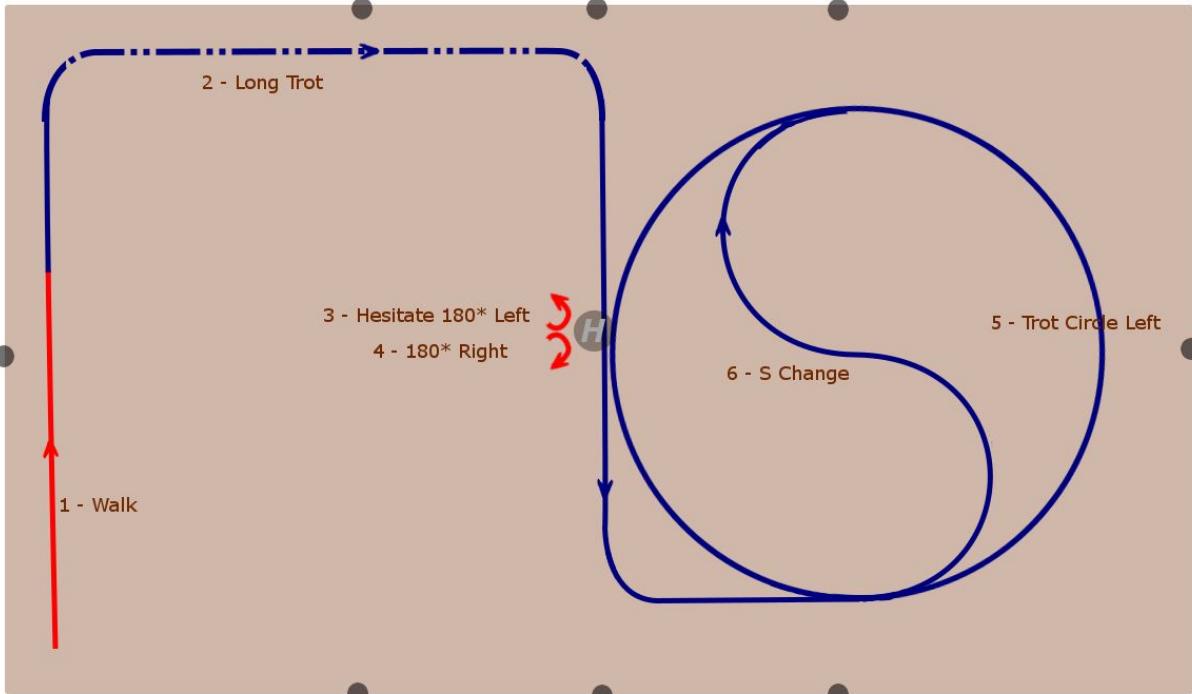 2 - Long Trot
3 - Hesitate 180* Left
H
4 - 180* Right
5 - Trot Circle Left
6 - S Change
1 - Walk